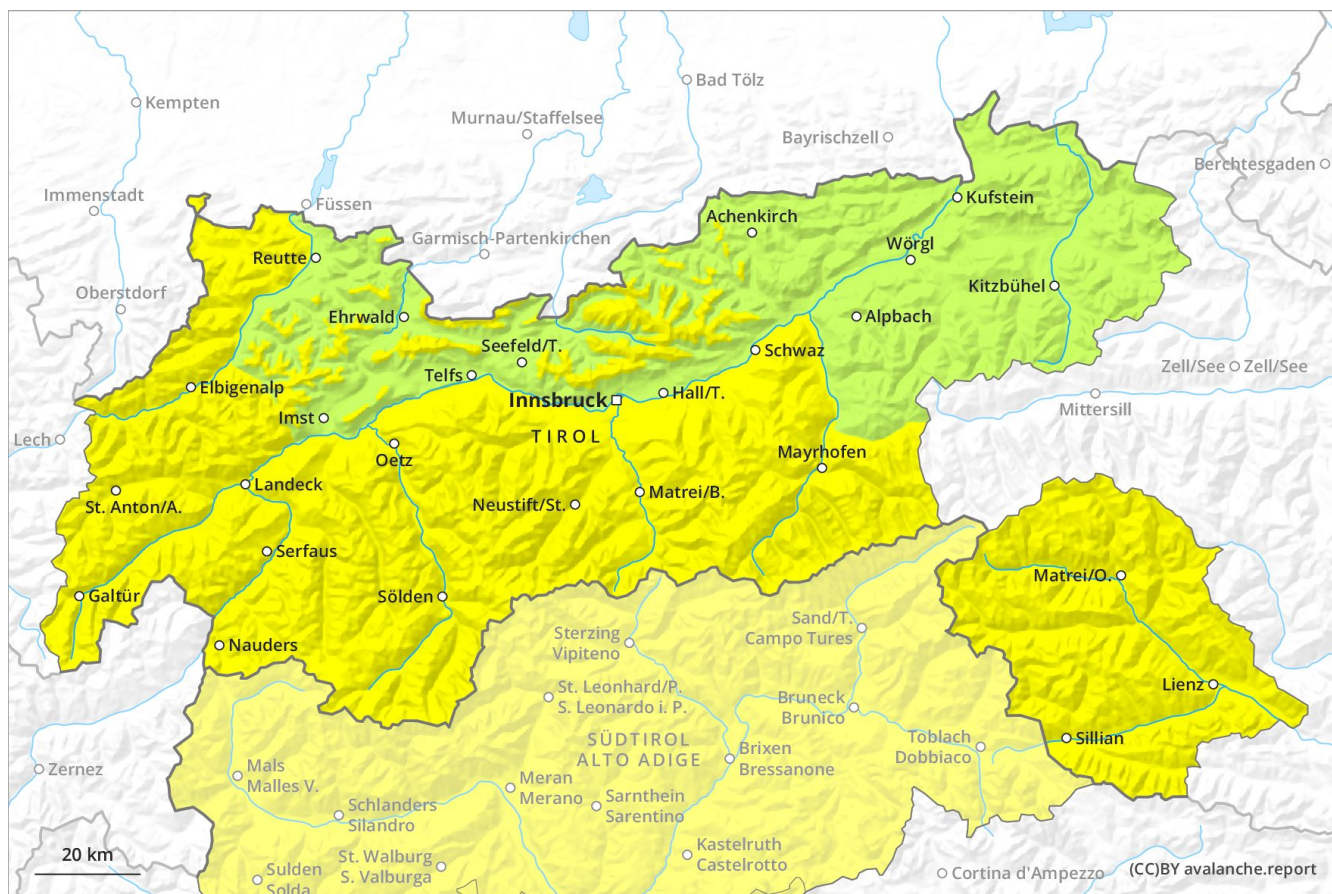 Bad Tölz
Kempten
Murnau/Staffelsee
Bayrischzell
Berchtesgaden
Immenstadt
Füssen
Kufstein
Achenkirch
Garmisch-Partenkirchen
Wörgl
Reutte
Oberstdorf
Kitzbühel
Ehrwald
Alpbach
Seefeld/T.
Schwaz
Zell/See
Zell/See
Telfs
Elbigenalp
Hall/T.
Innsbruck
Mittersill
Imst
TIROL
Lech
Oetz
Mayrhofen
Landeck
St. Anton/A.
Neustift/St.
Matrei/B.
Serfaus
Matrei/O.
Galtür
Sölden
Sand/T.
Campo Tures
Sterzing
Vipiteno
Nauders
Lienz
St. Leonhard/P.
S. Leonardo i. P.
Bruneck
Brunico
SÜDTIROL
ALTO ADIGE
Toblach
Dobbiaco
Sillian
Brixen
Bressanone
Zernez
Mals
Malles V.
Meran
Merano
Schlanders
Silandro
Sarnthein
Sarentino
20 km
St. Walburg
S. Valburga
Kastelruth
Castelrotto
Sulden
Solda
Cortina d'Ampezzo
(CC)BY avalanche.report